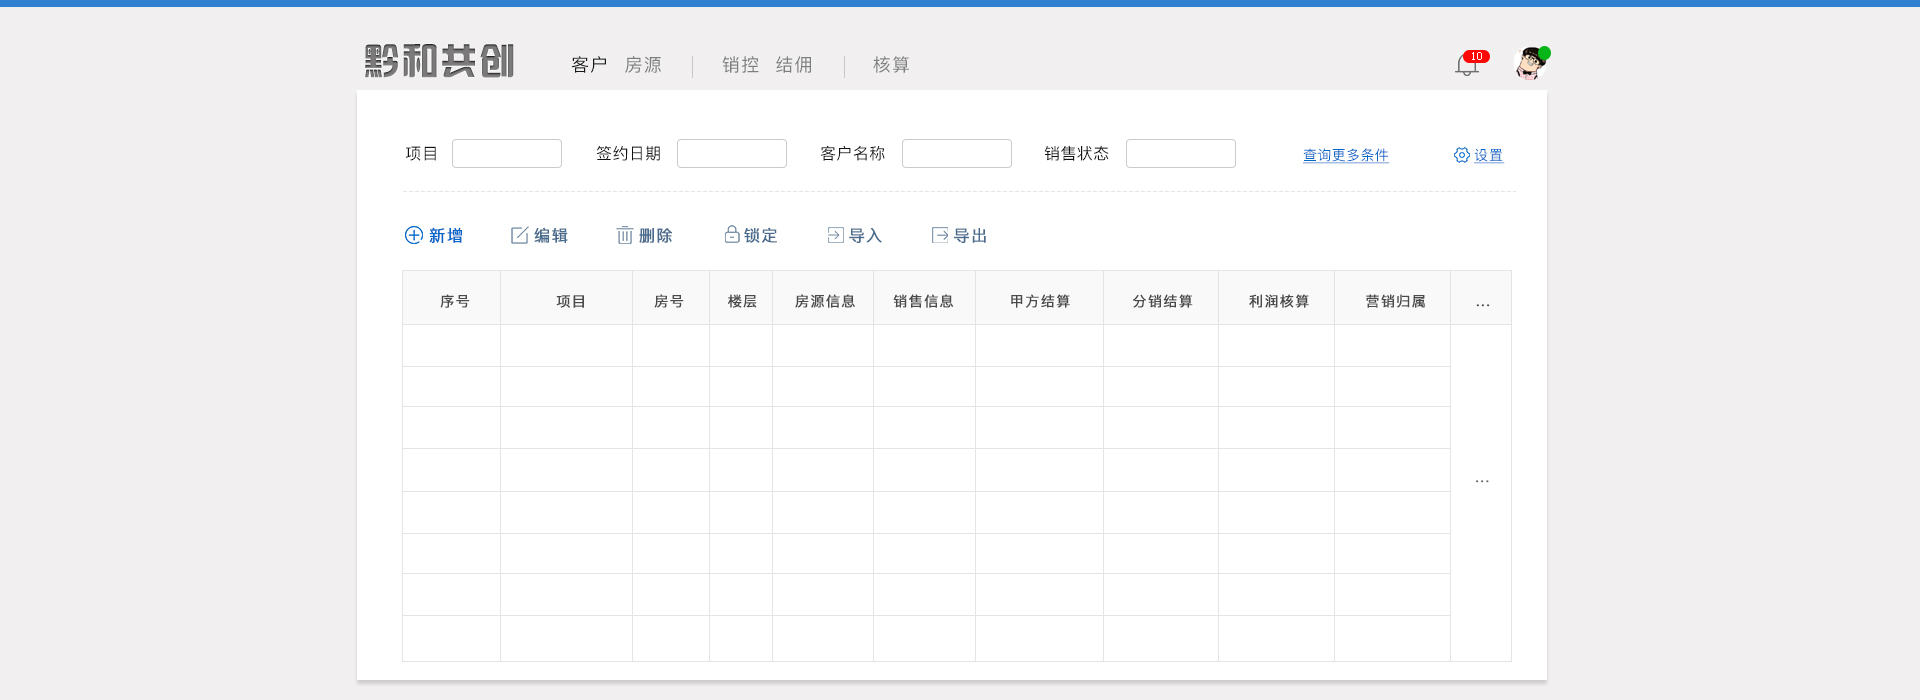 黔和共创 客户 房源 销控 结佣 核算 10
项目 签约日期 客户名称 销售状态 查询更多条件 设置
新增 编辑 删除 锁定 导入 导出
序号 项目 房号 楼层 房源信息 销售信息 甲方结算 分销结算 利润核算 营销归属 ...
...